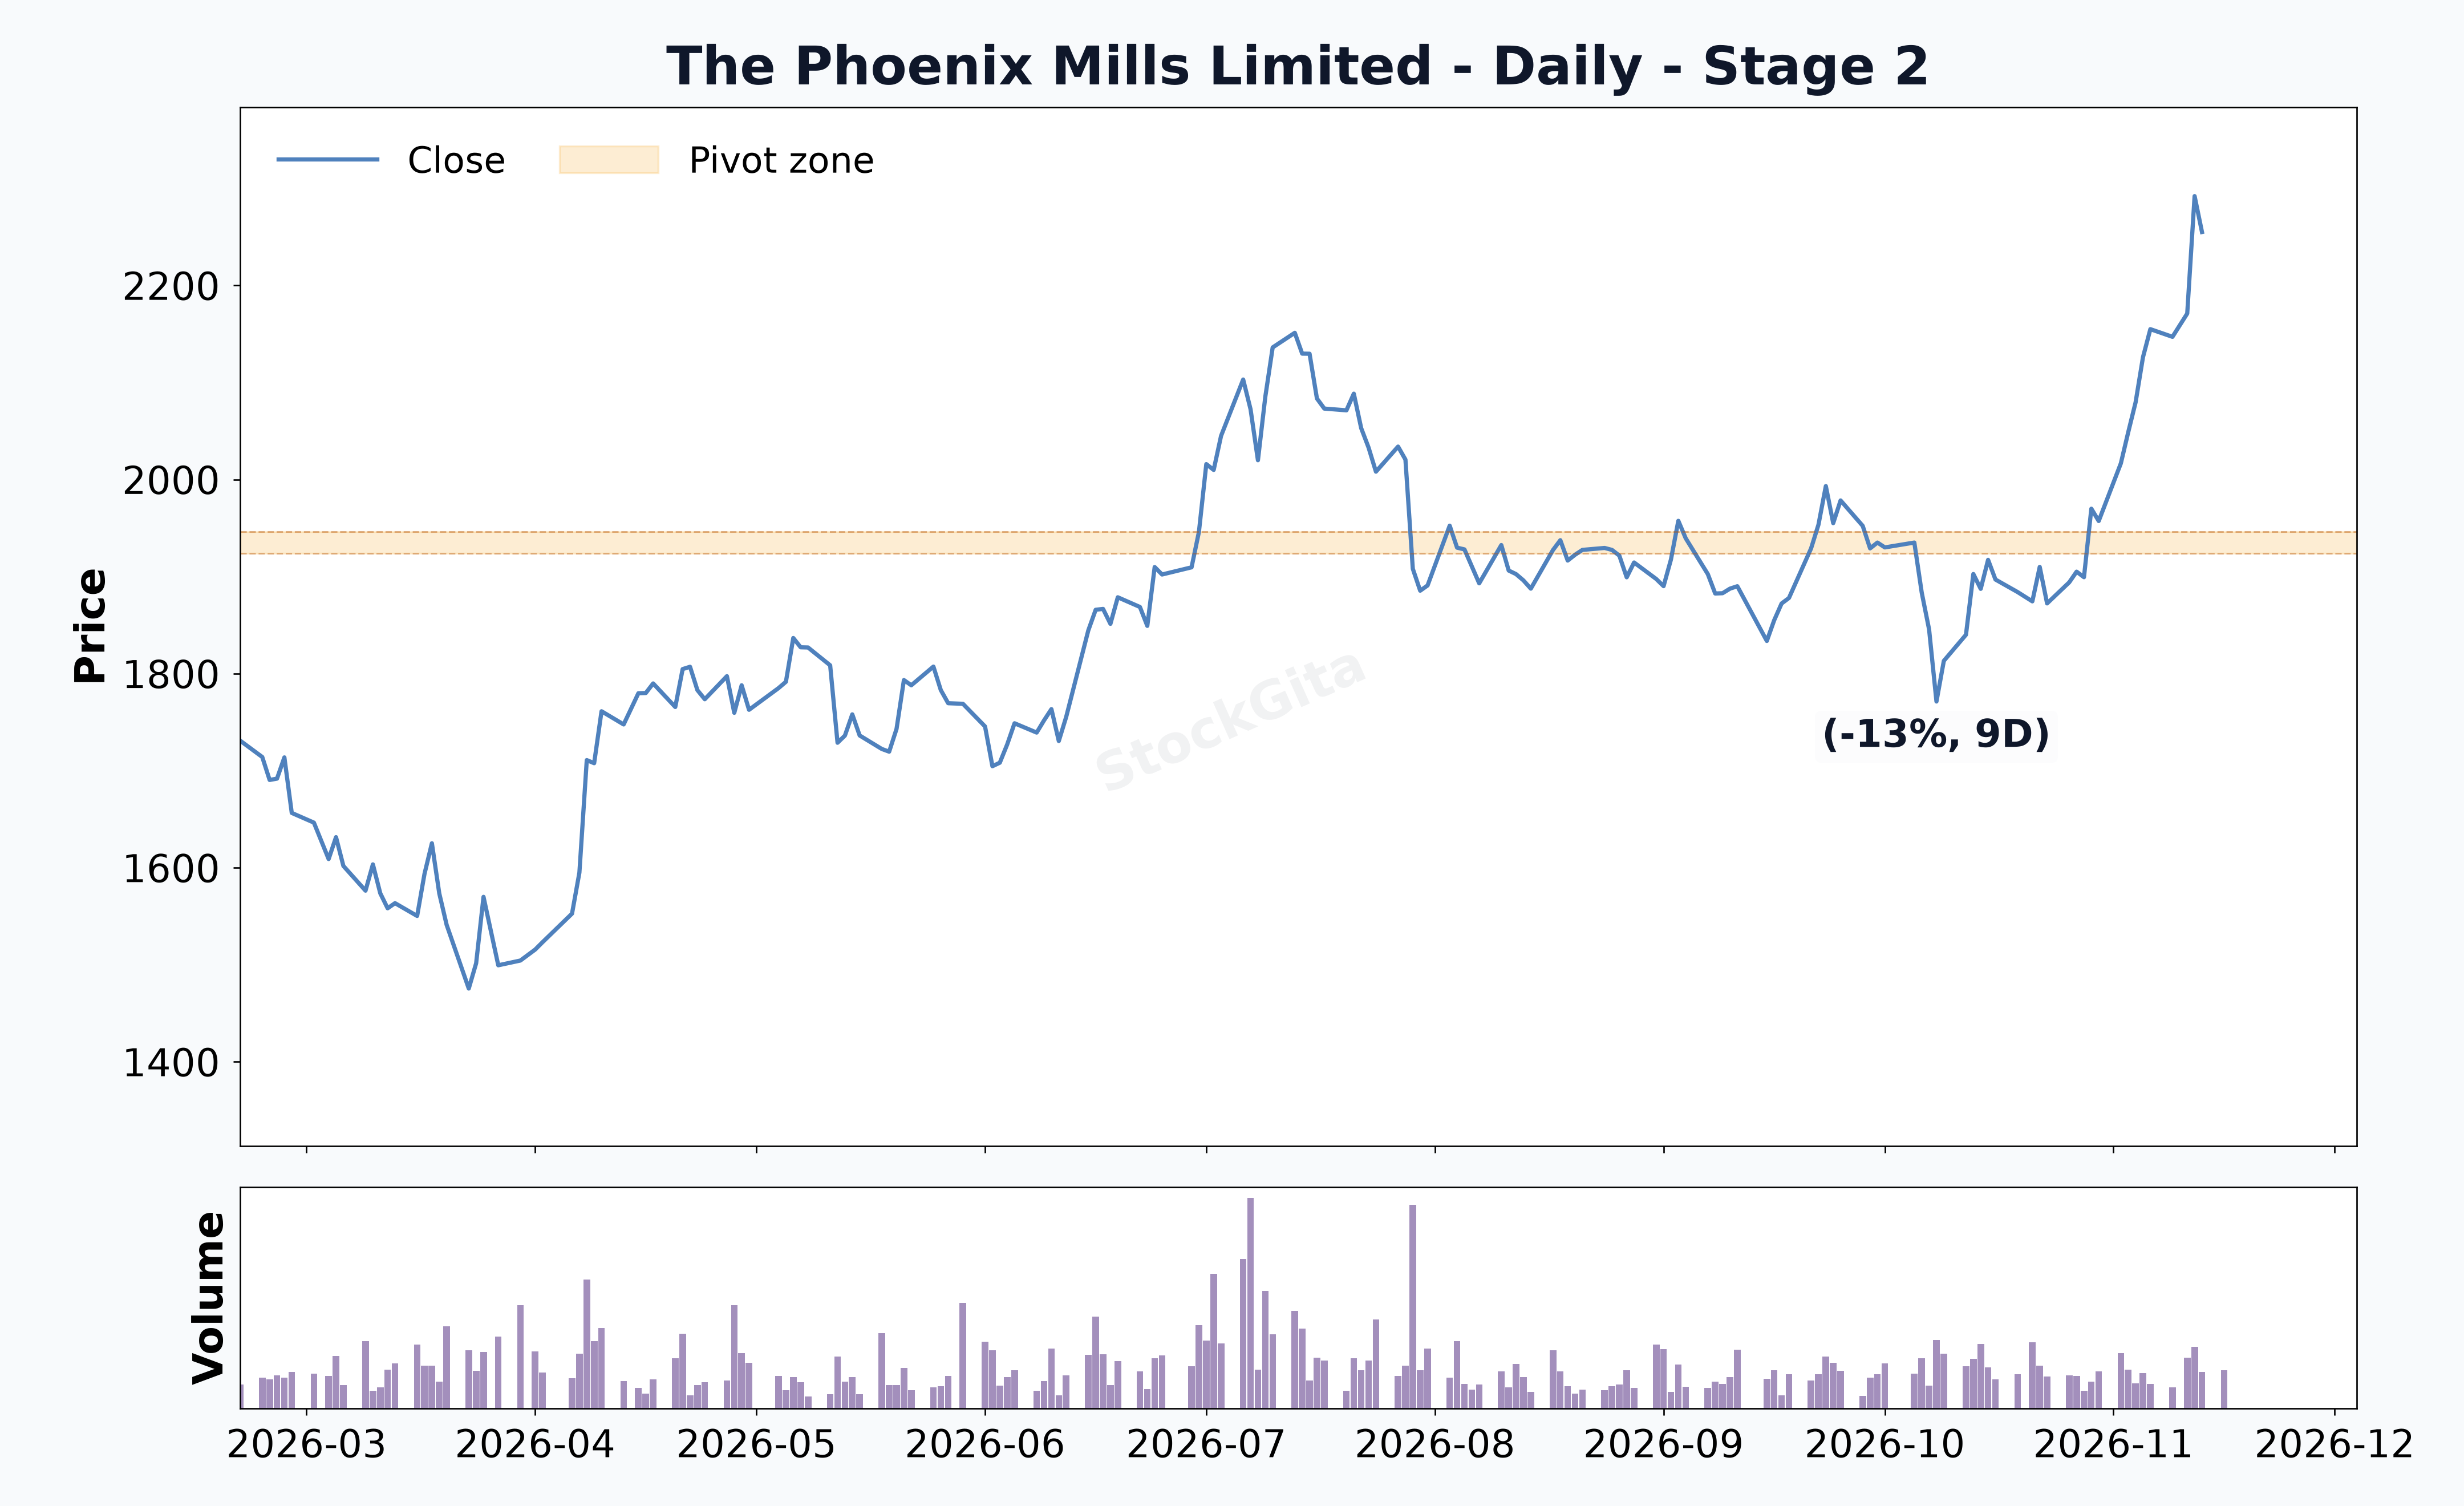 The Phoenix Mills Limited - Daily - Stage 2
Close
Pivot zone
Price
2200
2000
1800
1600
1400
StockGita
(-13%, 9D)
Volume
2026-03
2026-04
2026-05
2026-06
2026-07
2026-08
2026-09
2026-10
2026-11
2026-12